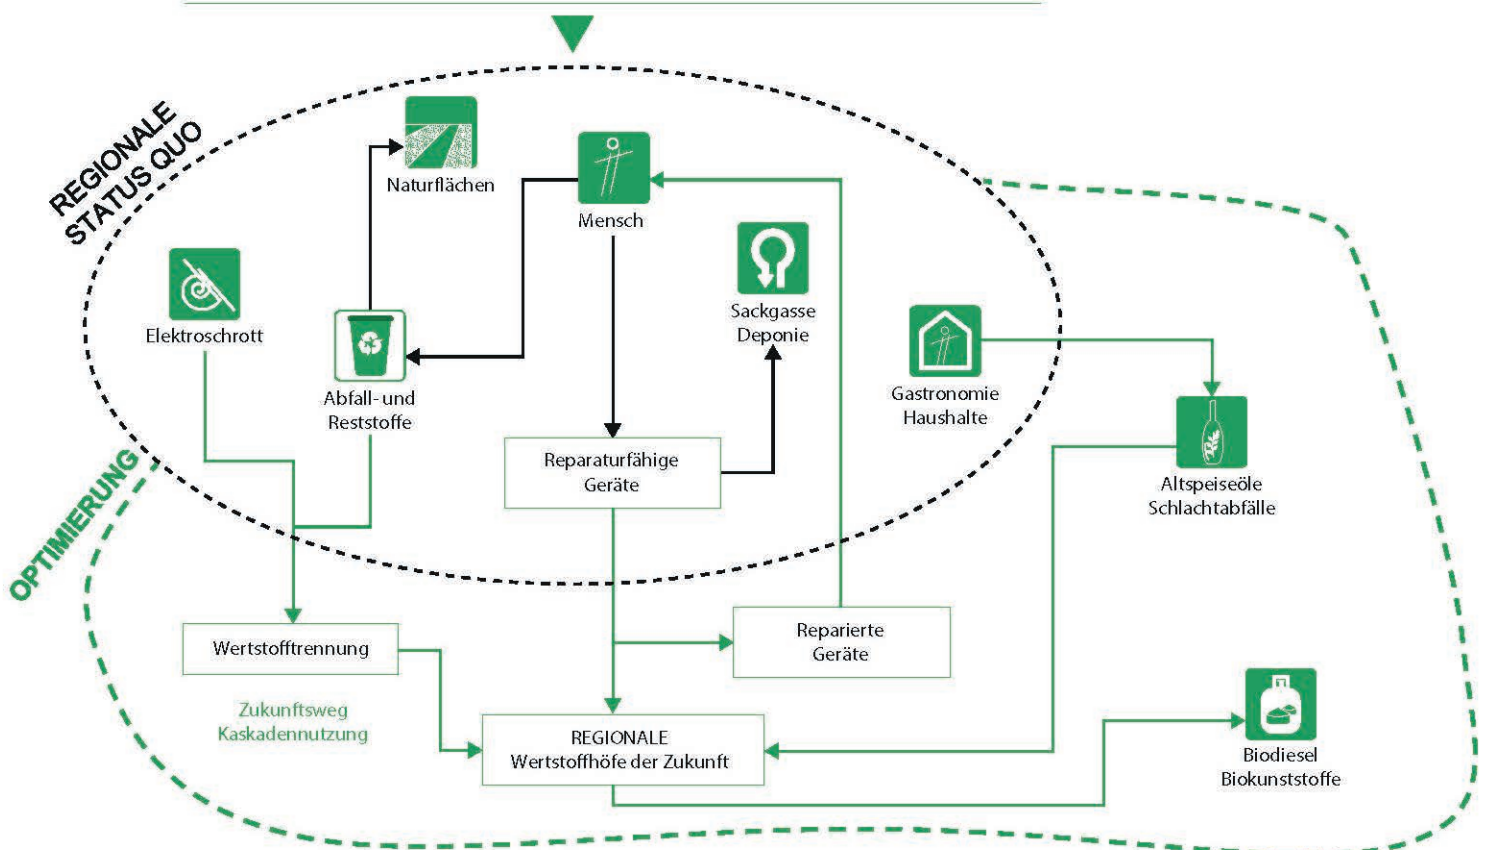 REGIONALE
STATUS QUO
Naturflächen
Mensch
Elektroschrott
Sackgasse
Deponie
Abfall- und
Reststoffe
Gastronomie
Haushalte
Reparaturfähige
Geräte
Altspeiseöle
Schlachtabfälle
OPTIMIERUNG
Wertstofftrennung
Reparierte
Geräte
Zukunftsweg
Kaskadennutzung
REGIONALE
Wertstoffhöfe der Zukunft
Biodiesel
Biokunststoffe